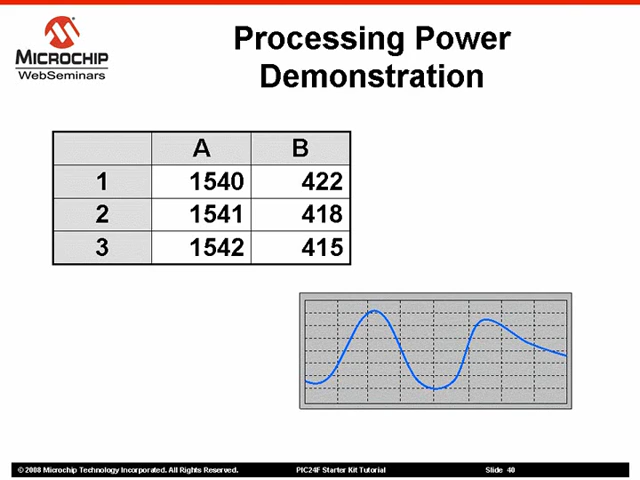 MICROCHIP
WebSeminars
Processing Power
Demonstration
A B
1 1540 422
2 1541 418
3 1542 415
© 2008 Microchip Technology Incorporated. All Rights Reserved. PIC24F Starter Kit Tutorial Slide 40